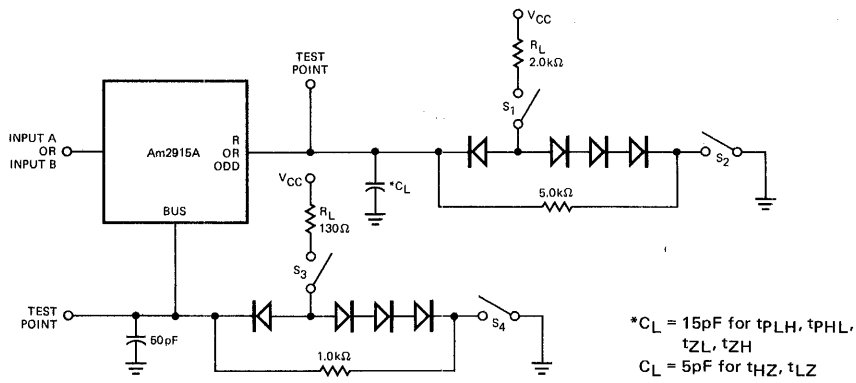 VCC
RL
2.0kΩ
S1
TEST
POINT
INPUT A
OR
INPUT B
Am2915A
R
OR
ODD
BUS
*CL
S2
5.0kΩ
VCC
RL
130Ω
S3
TEST
POINT
50pF
S4
1.0kΩ
*CL = 15pF for tPLH, tPHL,
tZL, tZH
CL = 5pF for tHZ, tLZ